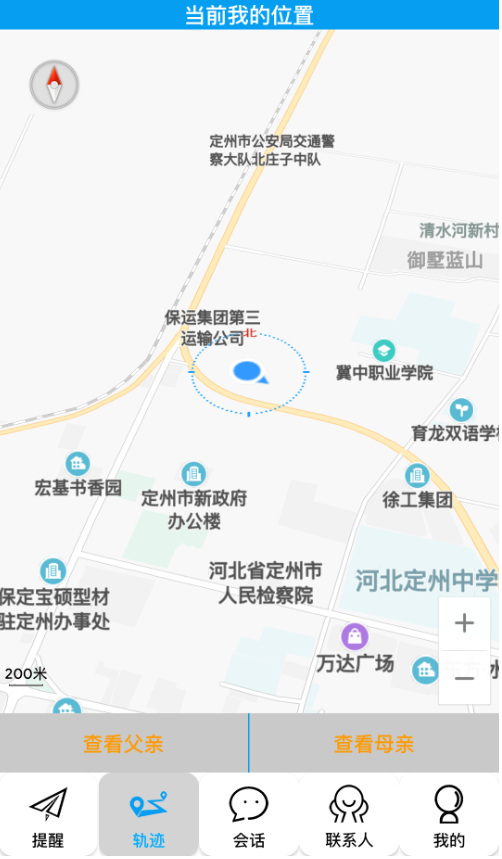 当前我的位置
定州市公安局交通警
察大队北庄子中队
清水河新村
御墅蓝山
保运集团第三
运输公司
北
冀中职业学院
育龙双语学校
宏基书香园
定州市新政府
办公楼
徐工集团
河北省定州市
人民检察院
河北定州中学
保定宝硕型材
驻定州办事处
万达广场
+
200米
−
查看父亲
查看母亲
提醒
轨迹
会话
联系人
我的